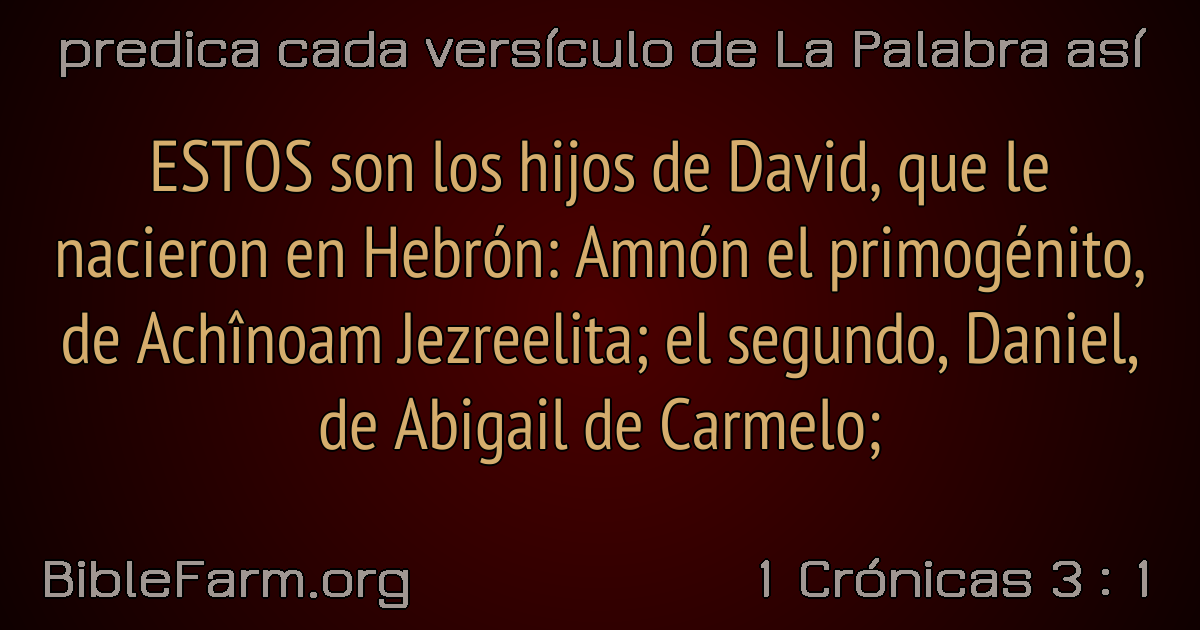 predica cada versículo de La Palabra así
ESTOS son los hijos de David, que le
nacieron en Hebrón: Amnón el primogénito,
de Achînoam Jezreelita; el segundo, Daniel,
de Abigail de Carmelo;
BibleFarm.org
1 Crónicas 3 : 1